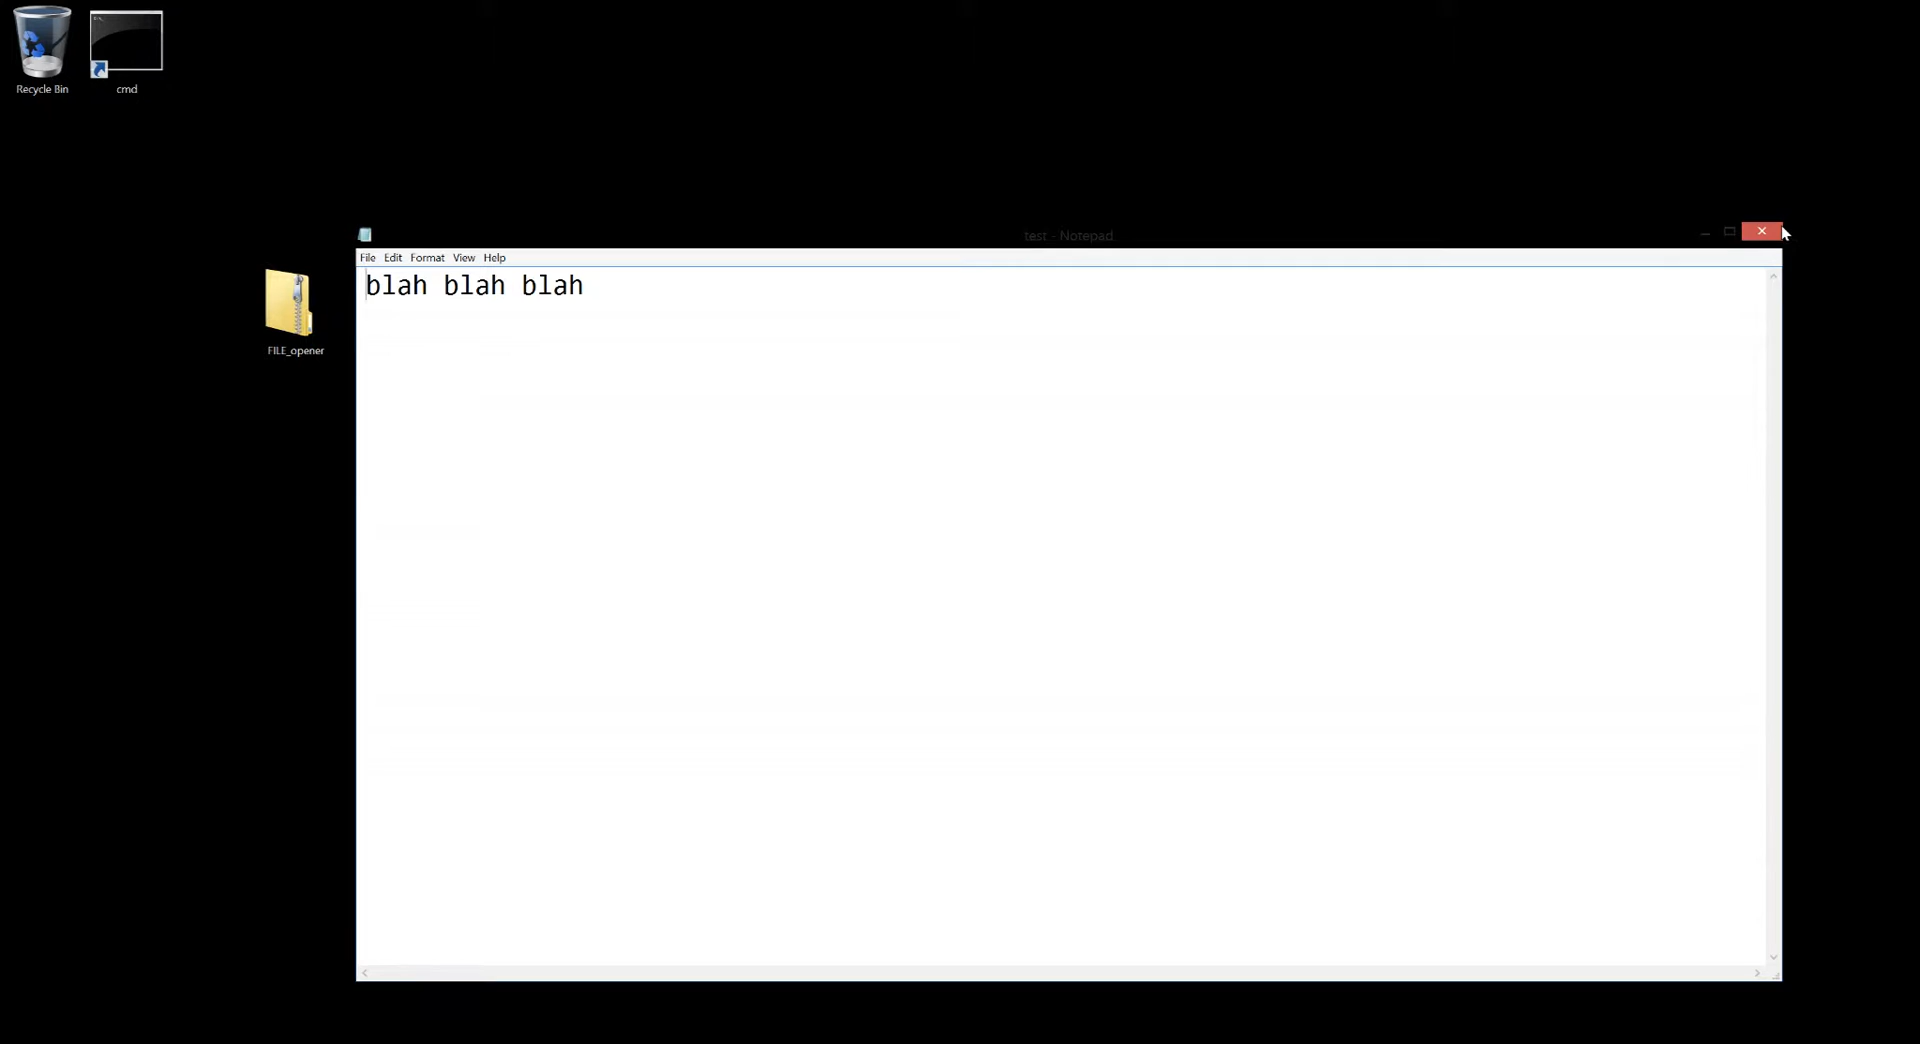 Recycle Bin
cmd
test - Notepad
File Edit Format View Help
blah blah blah
FILE_opener